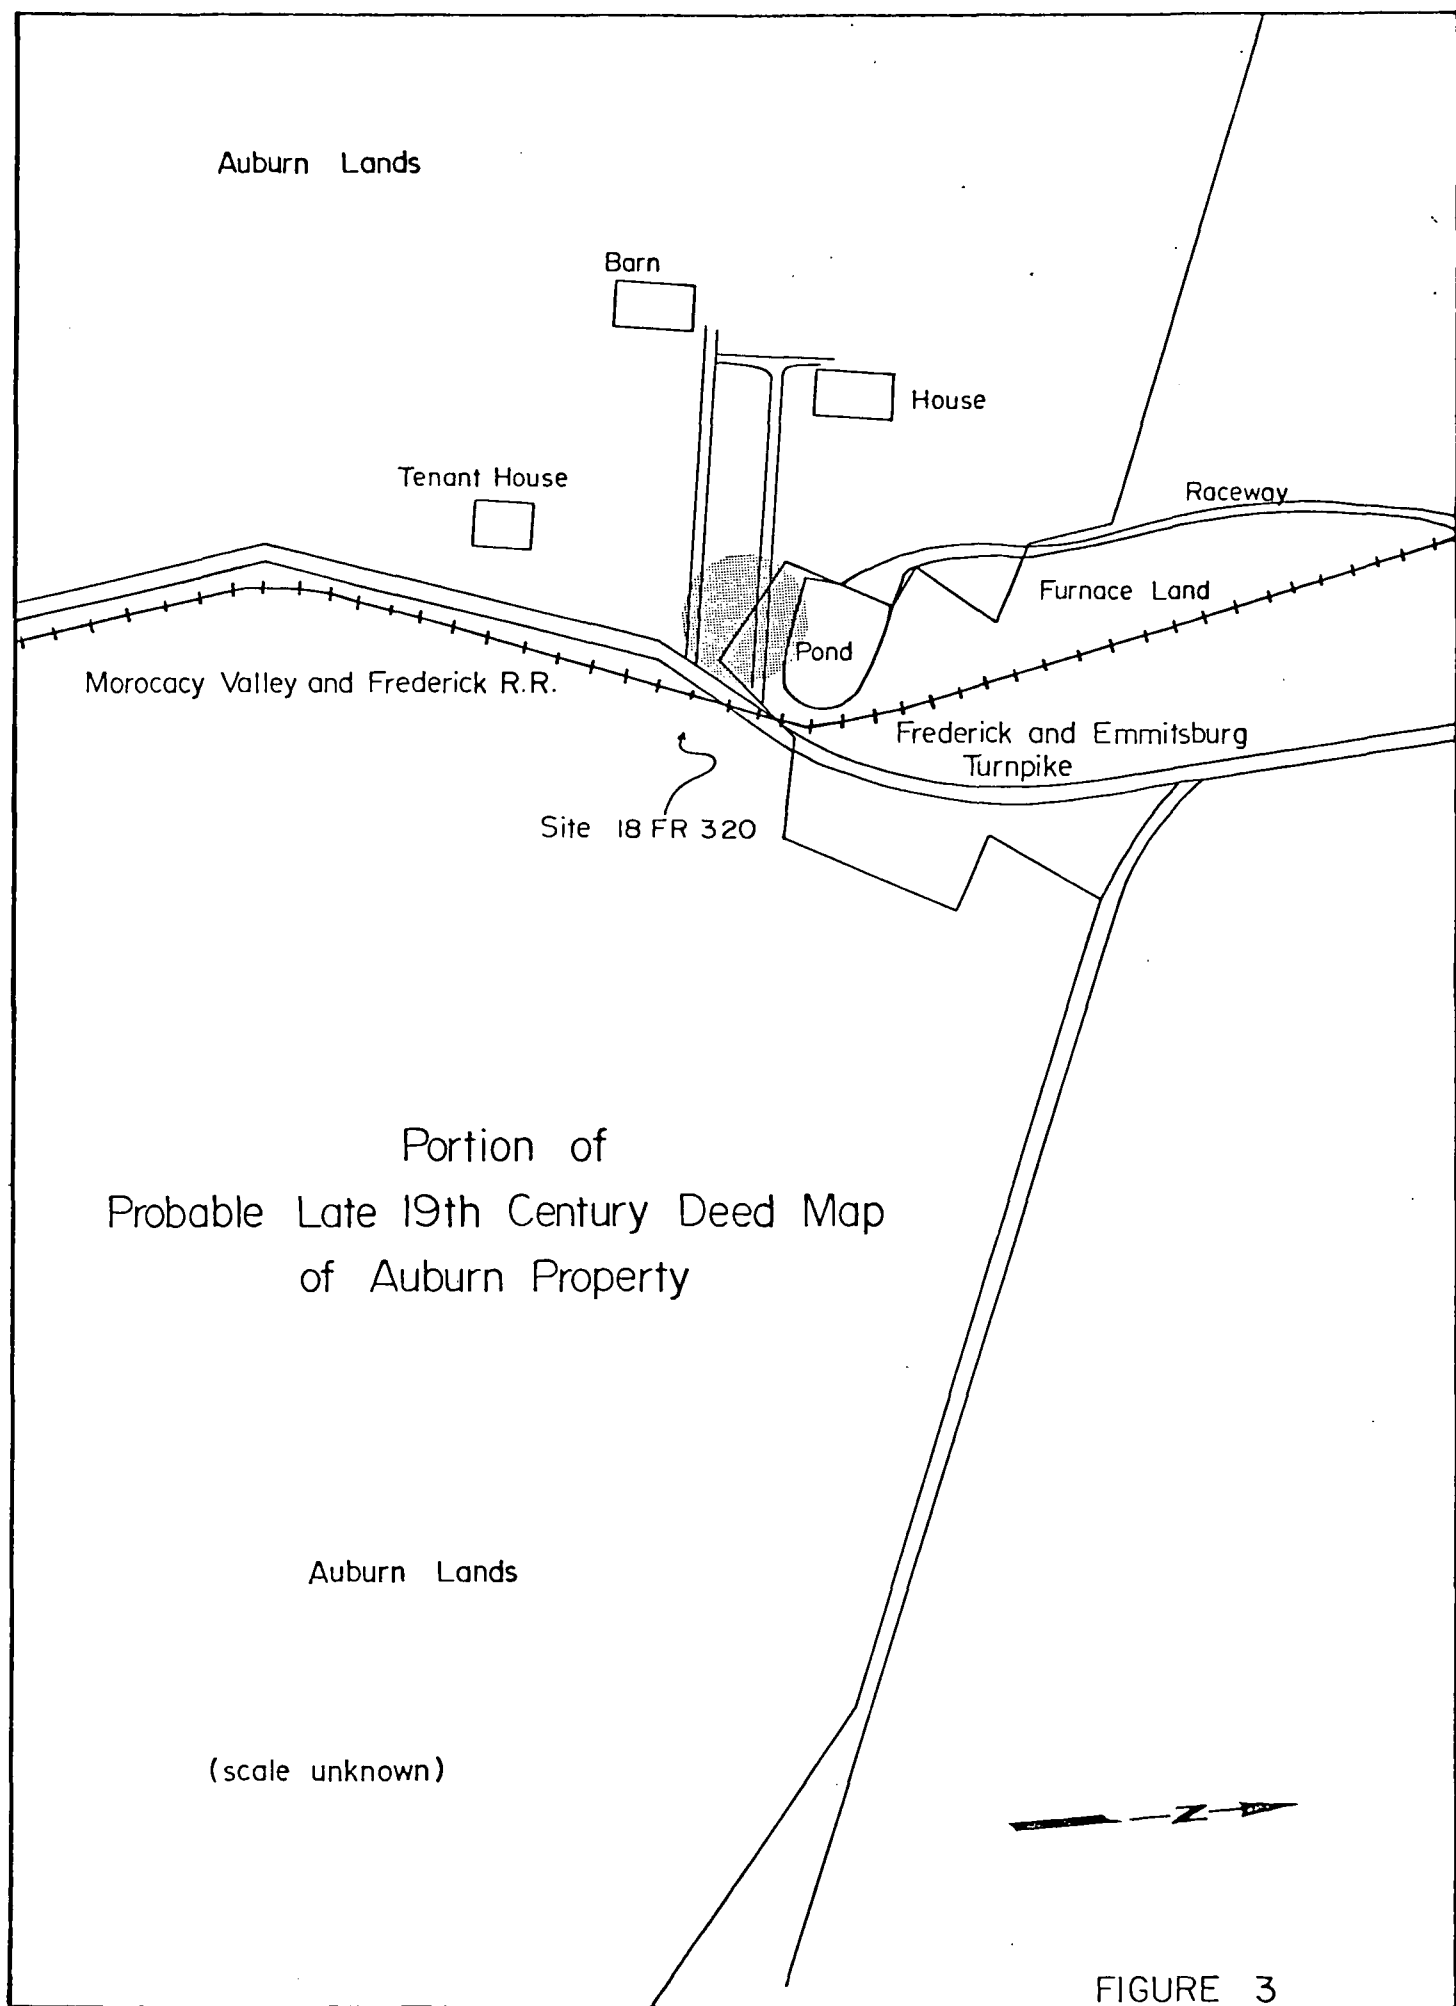 Auburn Lands
Barn
House
Tenant House
Raceway
Furnace Land
Pond
Morocacy Valley and Frederick R.R.
Frederick and Emmitsburg
Turnpike
Site 18 FR 320
Portion of
Probable Late 19th Century Deed Map
of Auburn Property
Auburn Lands
(scale unknown)
N
FIGURE 3